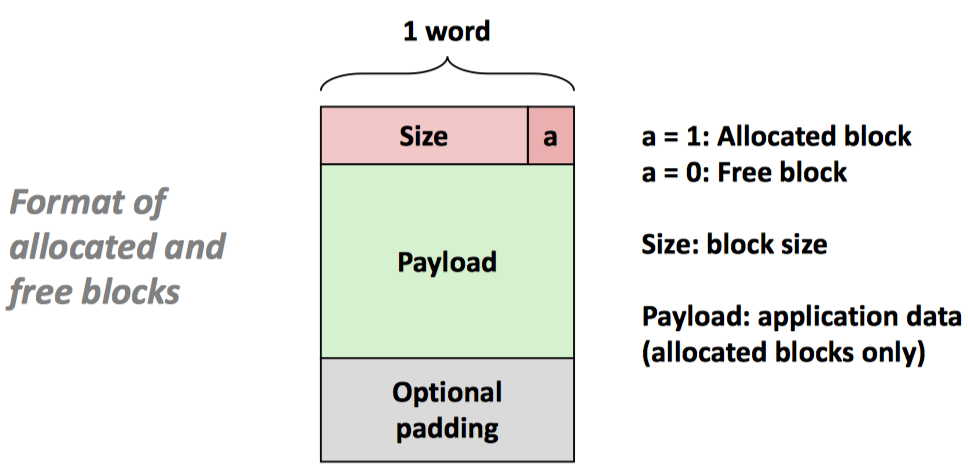 1 word
Size
a
Payload
Optional
padding
Format of
allocated and
free blocks
a = 1: Allocated block
a = 0: Free block
Size: block size
Payload: application data
(allocated blocks only)